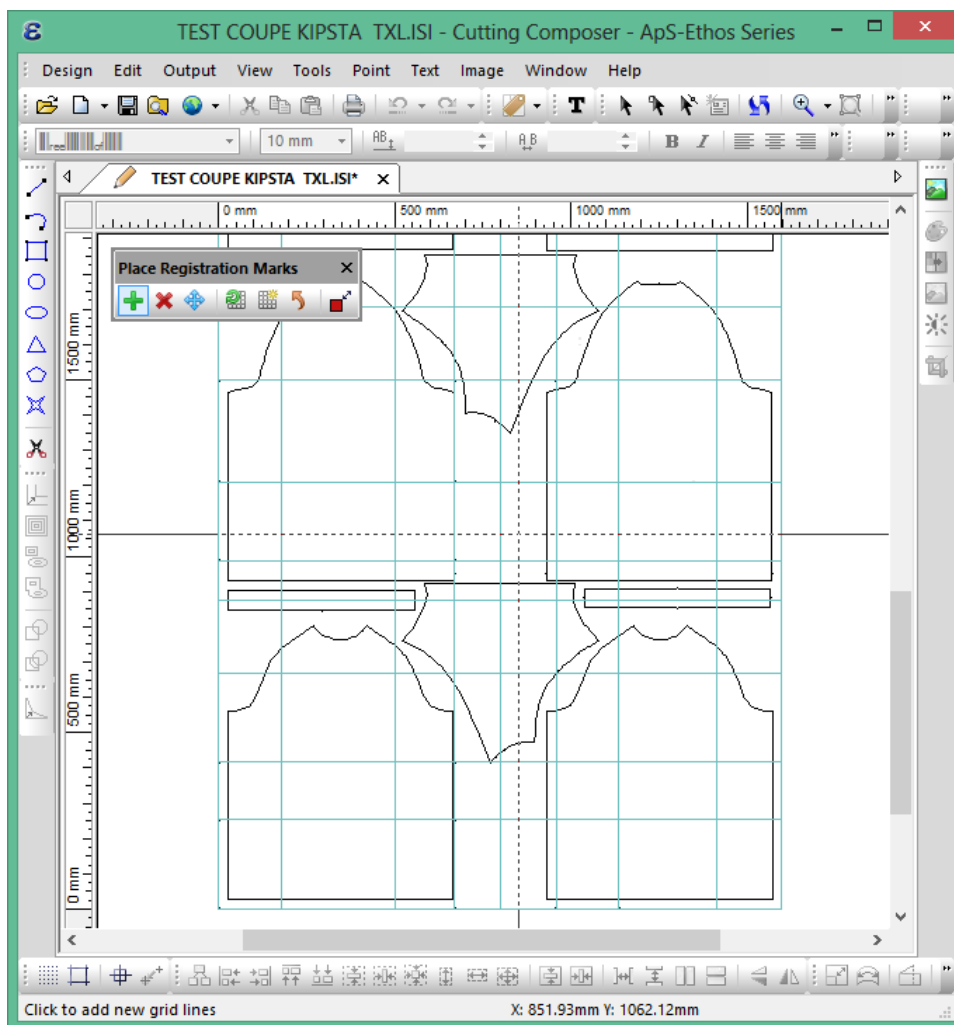 TEST COUPE KIPSTA TXL.ISI - Cutting Composer - ApS-Ethos Series
Design Edit Output View Tools Point Text Image Window Help
10 mm
TEST COUPE KIPSTA TXL.ISI*
0 mm 500 mm 1000 mm 1500 mm
Place Registration Marks
1500 mm
1000 mm
500 mm
0 mm
Click to add new grid lines X: 851.93mm Y: 1062.12mm